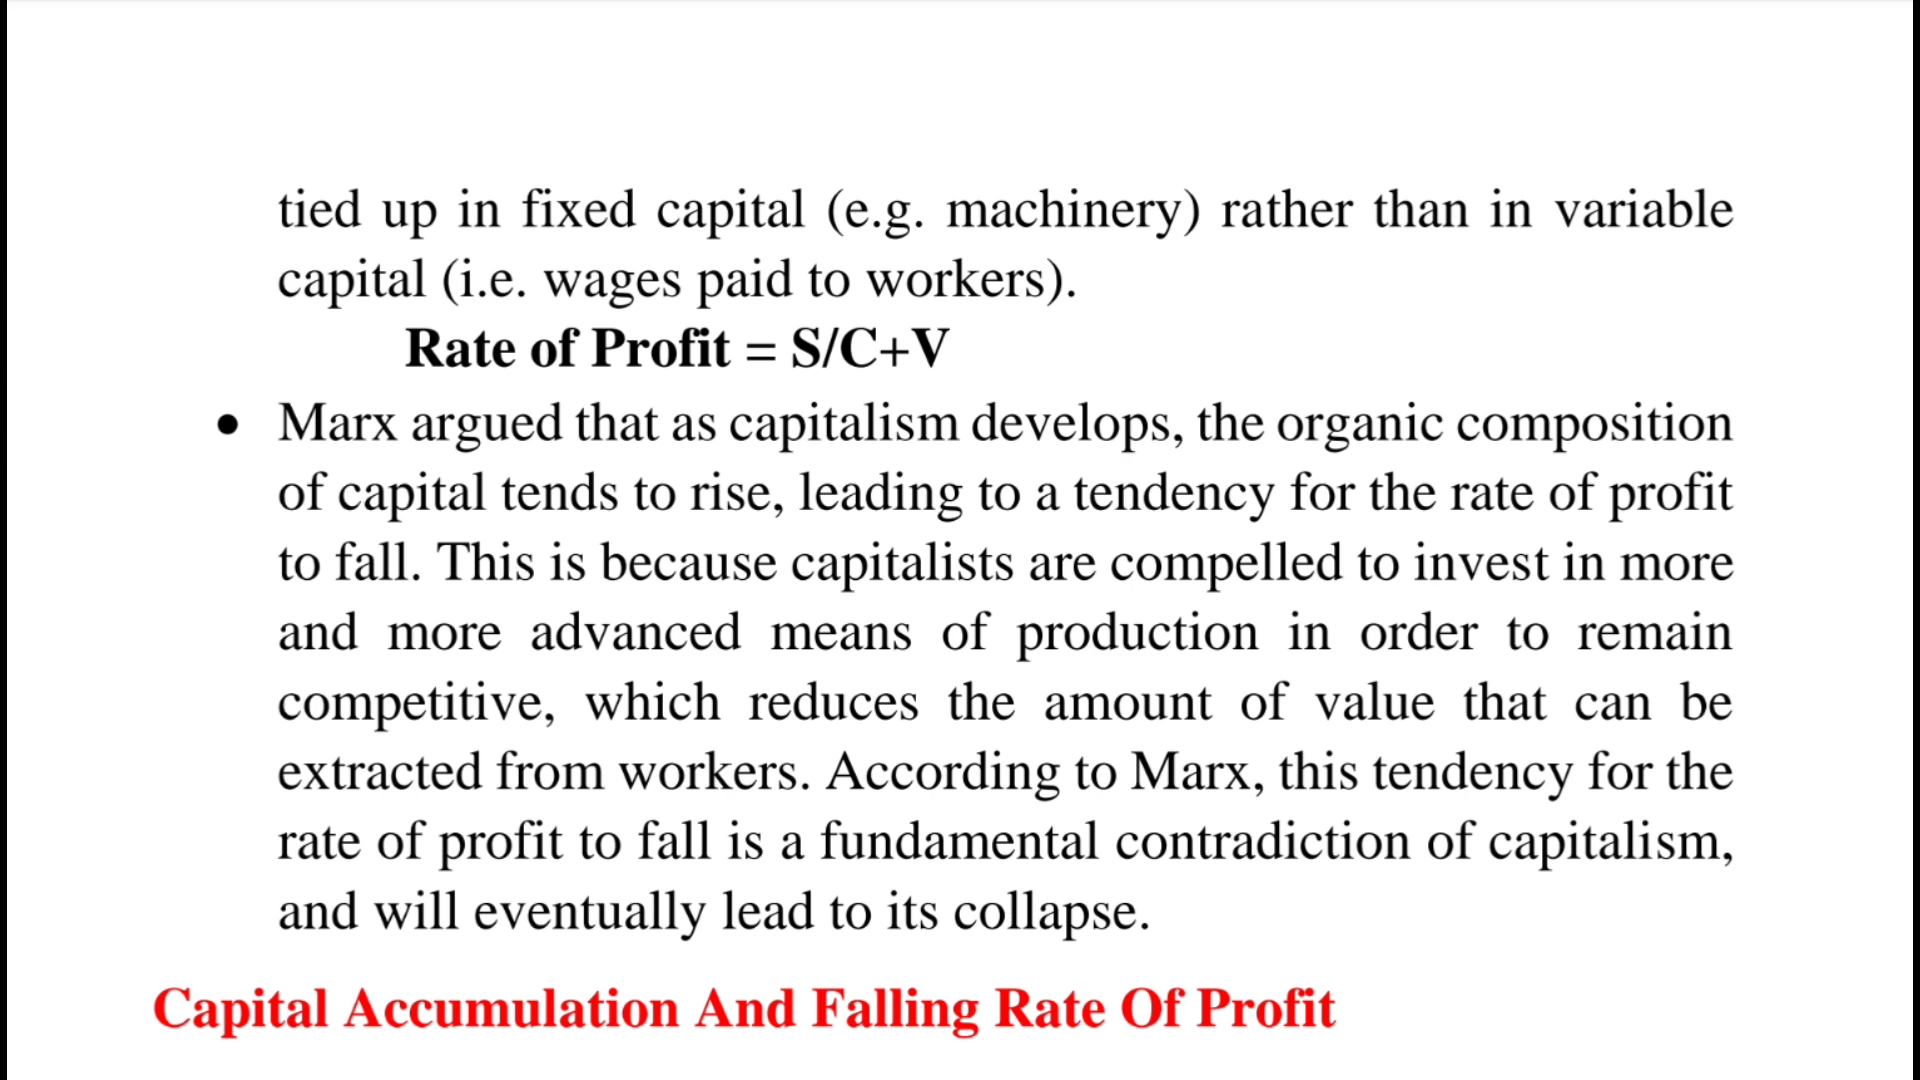 tied up in fixed capital (e.g. machinery) rather than in variable
capital (i.e. wages paid to workers).
Rate of Profit = S/C+V
• Marx argued that as capitalism develops, the organic composition
of capital tends to rise, leading to a tendency for the rate of profit
to fall. This is because capitalists are compelled to invest in more
and more advanced means of production in order to remain
competitive, which reduces the amount of value that can be
extracted from workers. According to Marx, this tendency for the
rate of profit to fall is a fundamental contradiction of capitalism,
and will eventually lead to its collapse.
Capital Accumulation And Falling Rate Of Profit